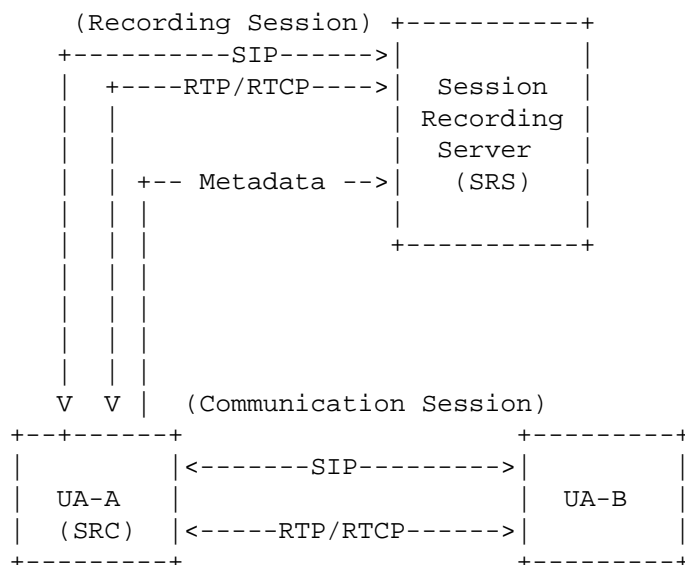 (Recording Session) +-----------+
+----------SIP------>|           |
|  +----RTP/RTCP---->|  Session  |
|  |                 | Recording |
|  |                 |  Server   |
|  | +-- Metadata -->|   (SRS)   |
|  | |               |           |
|  | |               +-----------+
|  | |
|  | |
|  | |
|  | |
V  V |  (Communication Session)
+--+------+                      +---------+
|         |<-------SIP--------->|         |
|  UA-A   |                      |  UA-B   |
|  (SRC)  |<-----RTP/RTCP------>|         |
+---------+                      +---------+